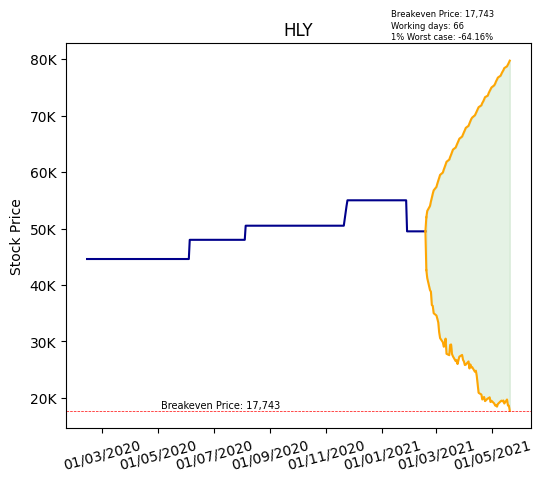 Breakeven Price: 17,743
Working days: 66
1% Worst case: -64.16%
HLY
Stock Price
80K
70K
60K
50K
40K
30K
20K
Breakeven Price: 17,743
01/03/2020
01/05/2020
01/07/2020
01/09/2020
01/11/2020
01/01/2021
01/03/2021
01/05/2021